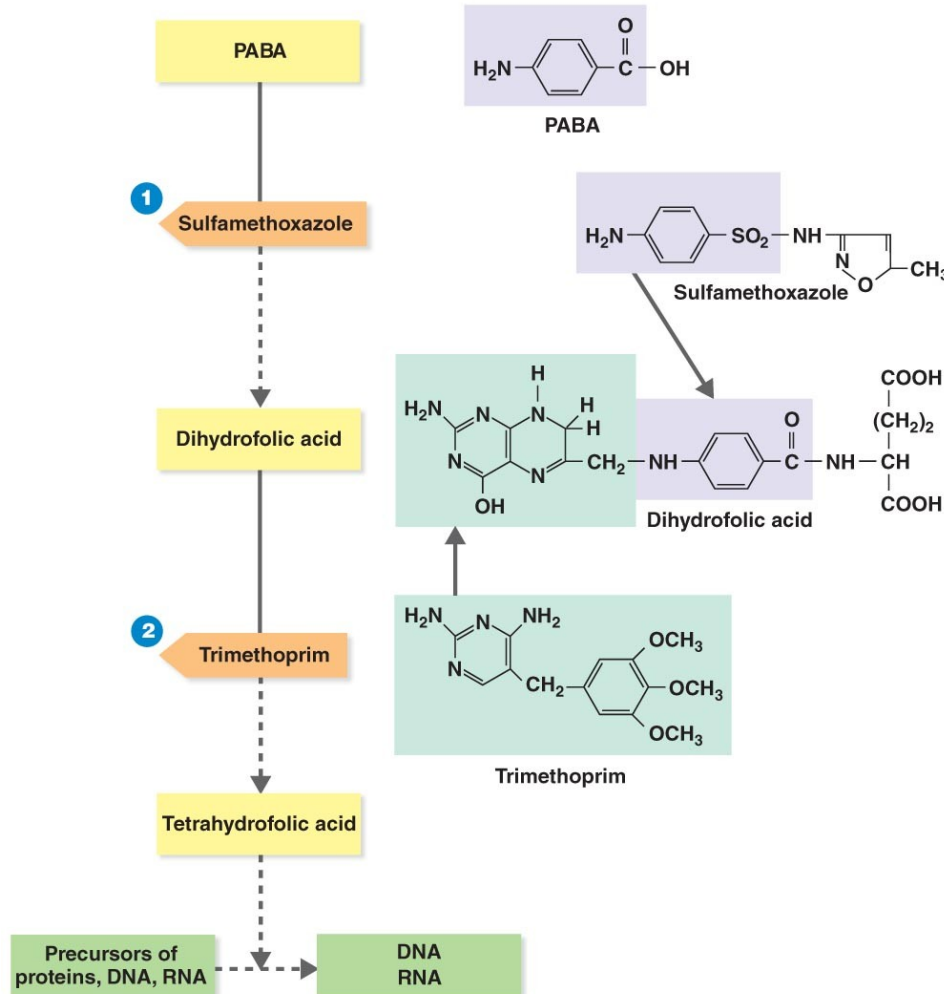 PABA
O
H₂N
C
OH
PABA
1
Sulfamethoxazole
H₂N
SO₂
NH
N
O
CH₃
Sulfamethoxazole
Dihydrofolic acid
H
H₂N
N
N
H
H
N
N
OH
CH₂
NH
O
C
NH
COOH
(CH₂)₂
CH
COOH
Dihydrofolic acid
2
Trimethoprim
H₂N
N
NH₂
N
CH₂
OCH₃
OCH₃
OCH₃
Trimethoprim
Tetrahydrofolic acid
Precursors of
proteins, DNA, RNA
DNA
RNA